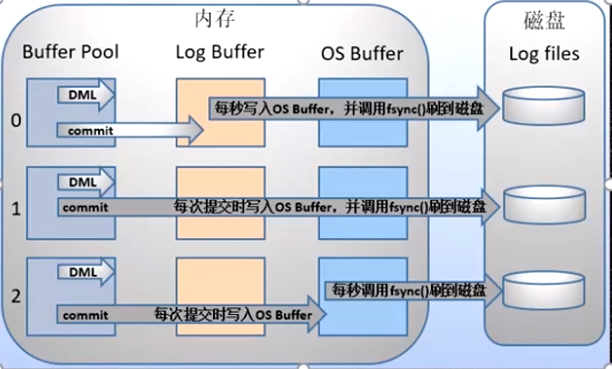 内存
磁盘
Buffer Pool
Log Buffer
OS Buffer
Log files
0
DML
commit
每秒写入OS Buffer，并调用fsync()刷到磁盘
1
DML
commit
每次提交时写入OS Buffer，并调用fsync()刷到磁盘
2
DML
commit
每次提交时写入OS Buffer
每秒调用fsync()刷到磁盘